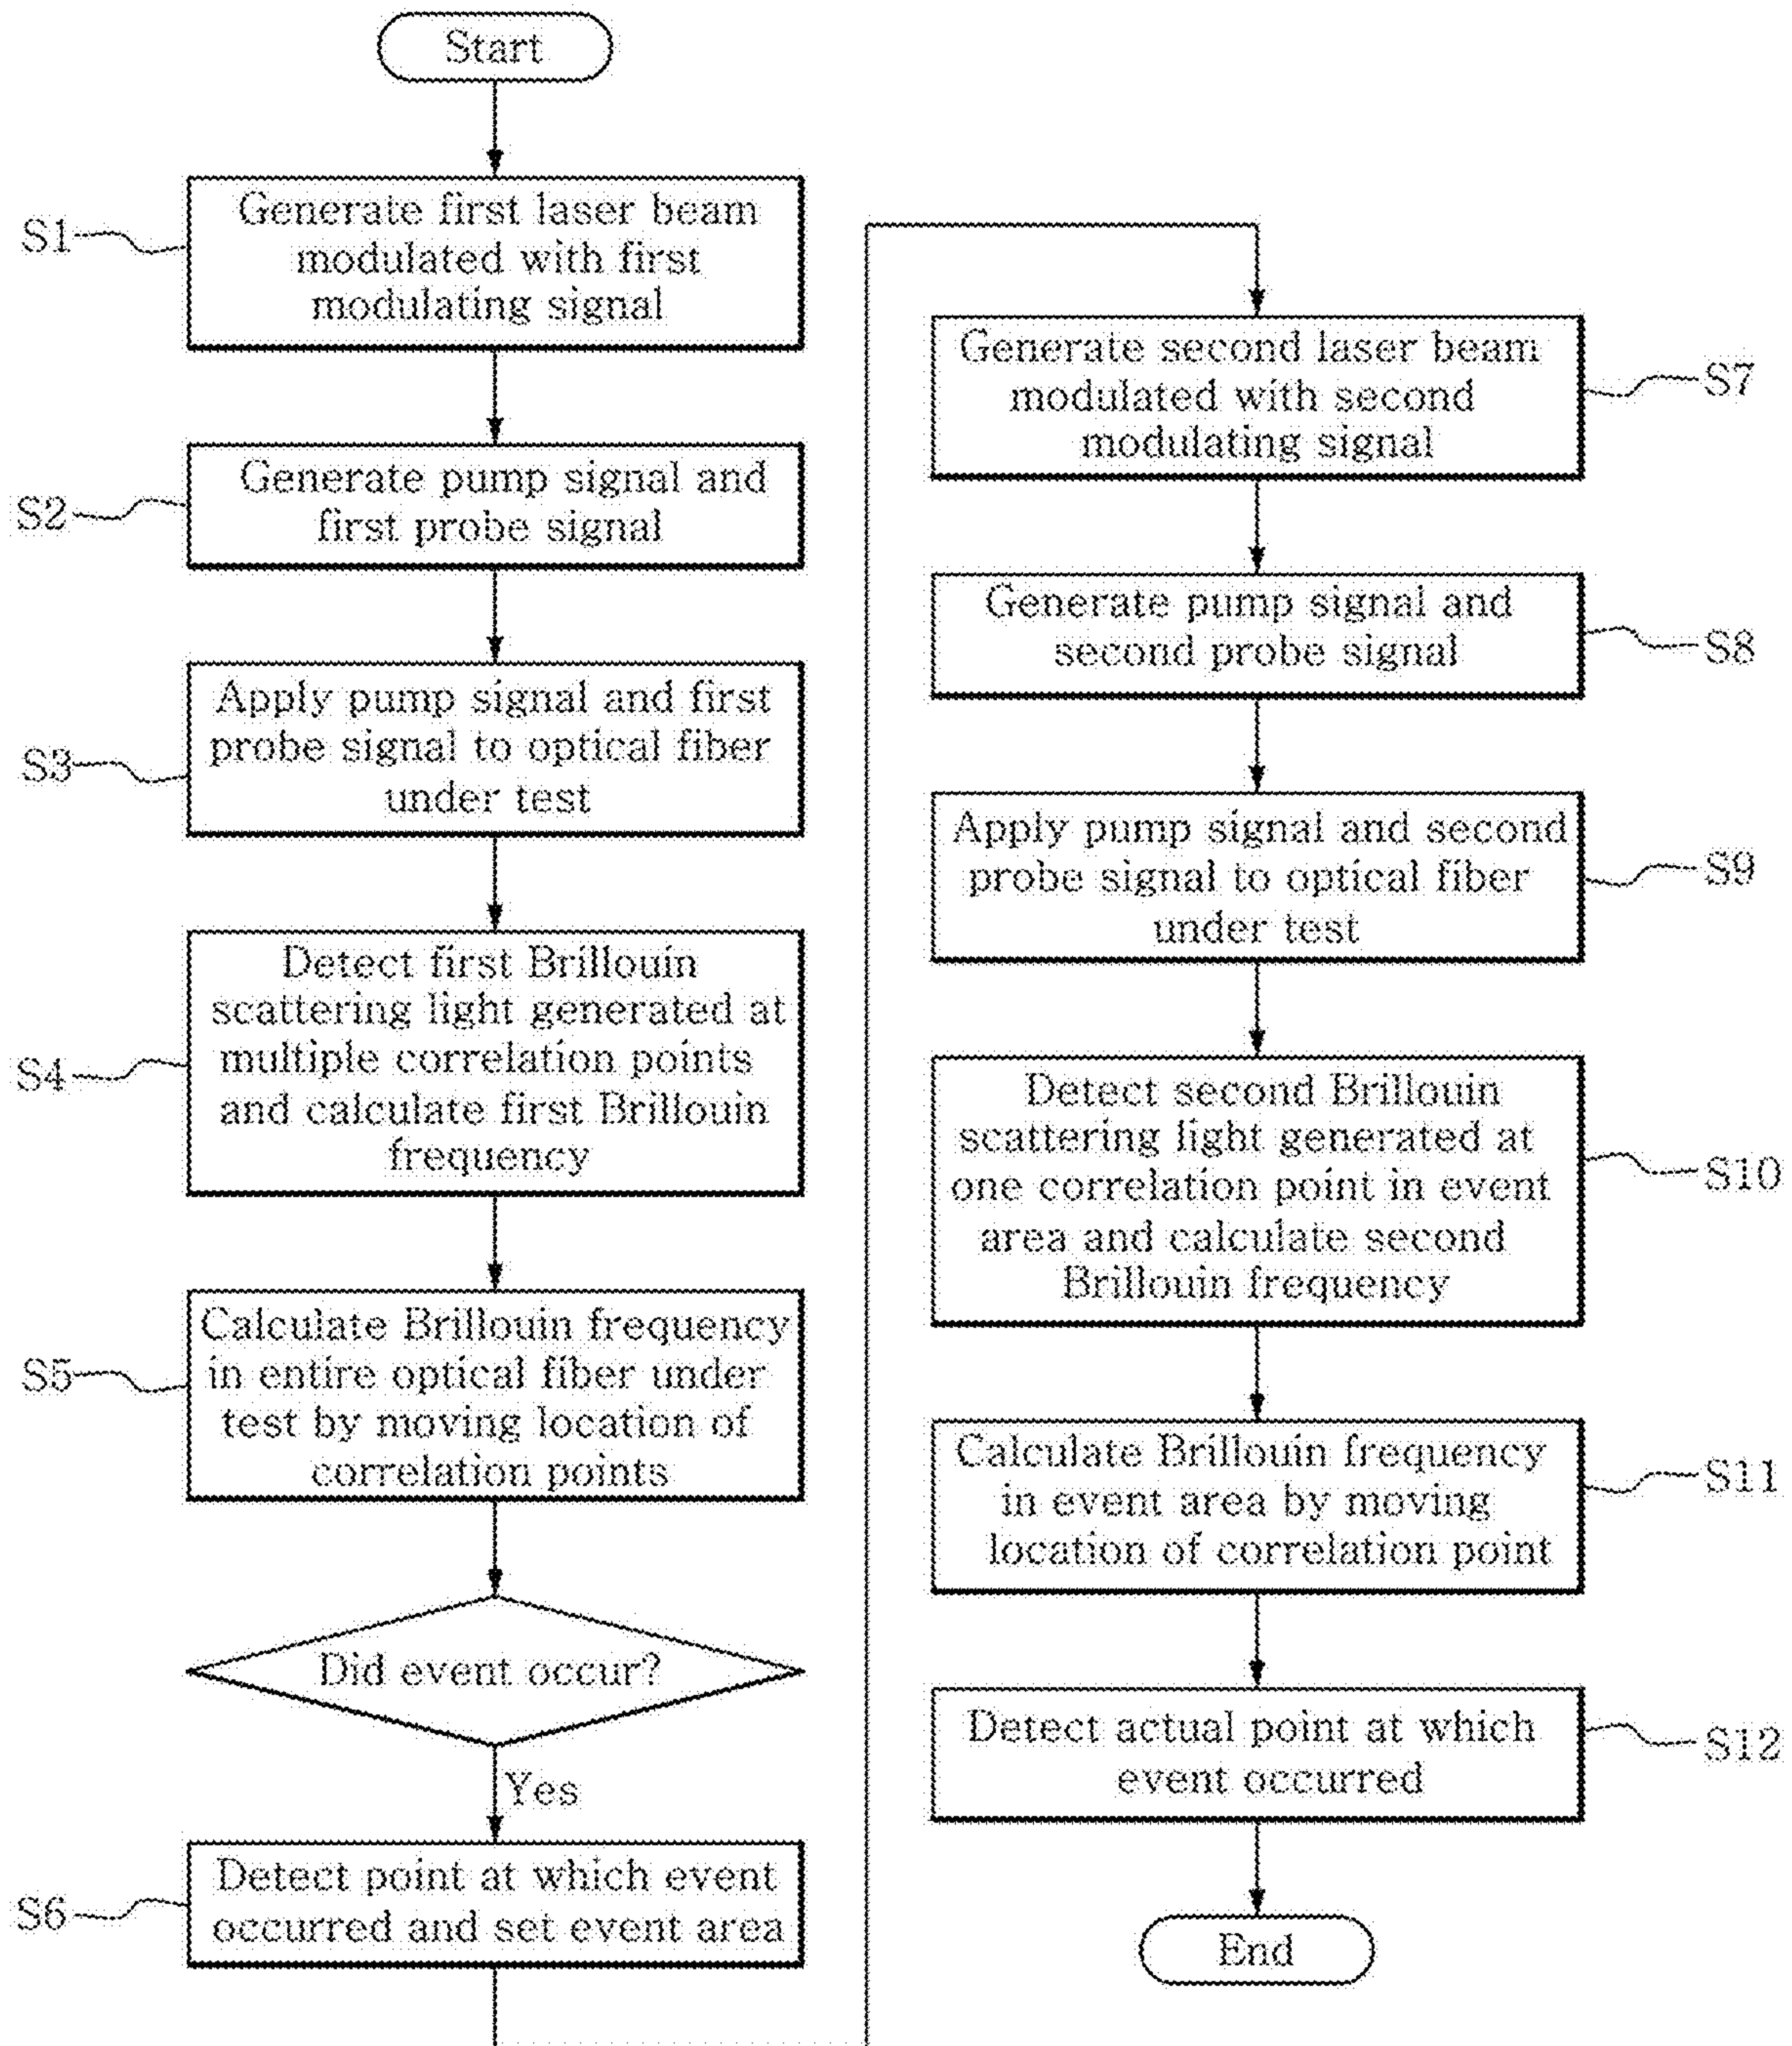 Start
S1
Generate first laser beam
modulated with first
modulating signal
S2
Generate pump signal and
first probe signal
S3
Apply pump signal and first
probe signal to optical fiber
under test
S4
Detect first Brillouin
scattering light generated at
multiple correlation points
and calculate first Brillouin
frequency
S5
Calculate Brillouin frequency
in entire optical fiber under
test by moving location of
correlation points
Did event occur?
Yes
S6
Detect point at which event
occurred and set event area
Generate second laser beam
modulated with second
modulating signal
S7
Generate pump signal and
second probe signal
S8
Apply pump signal and second
probe signal to optical fiber
under test
S9
Detect second Brillouin
scattering light generated at
one correlation point in event
area and calculate second
Brillouin frequency
S10
Calculate Brillouin frequency
in event area by moving
location of correlation point
S11
Detect actual point at which
event occurred
S12
End